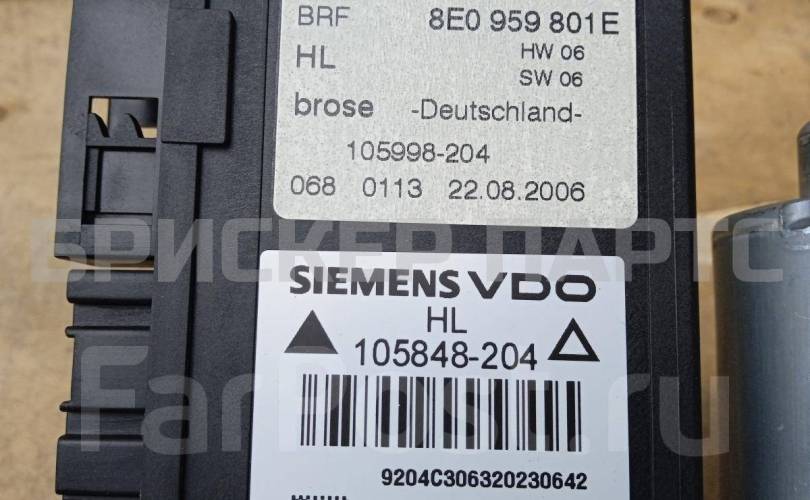 BRF 8E0 959 801E
HL HW 06
SW 06
brose -Deutschland-
105998-204
068 0113 22.08.2006
БРИСКЕР ПАРТС
SIEMENS VDO
HL
105848-204
FarPost.ru
9204C306320230642